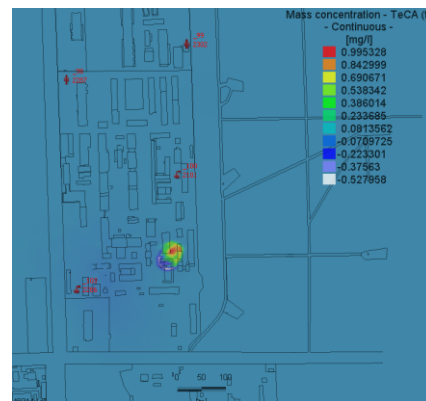 Mass concentration - TeCA (
- Continuous -
[mg/l]
0.995328
0.842999
0.690671
0.538342
0.386014
0.233685
0.0813562
-0.0709725
-0.223301
-0.37563
-0.527958
0 50 100